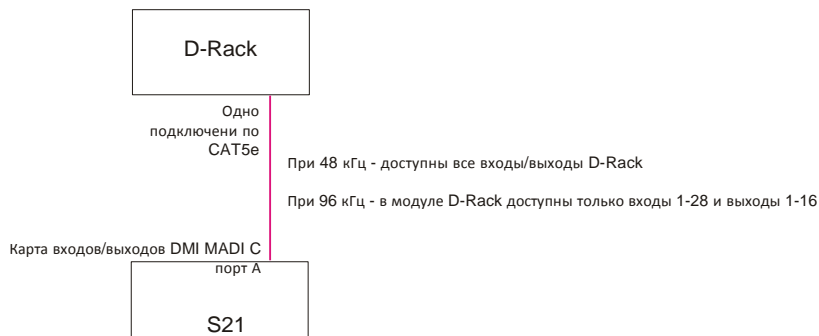 D-Rack
Одно
подключени по
CAT5e
При 48 кГц - доступны все входы/выходы D-Rack
При 96 кГц - в модуле D-Rack доступны только входы 1-28 и выходы 1-16
Карта входов/выходов DMI MADI C
порт A
S21